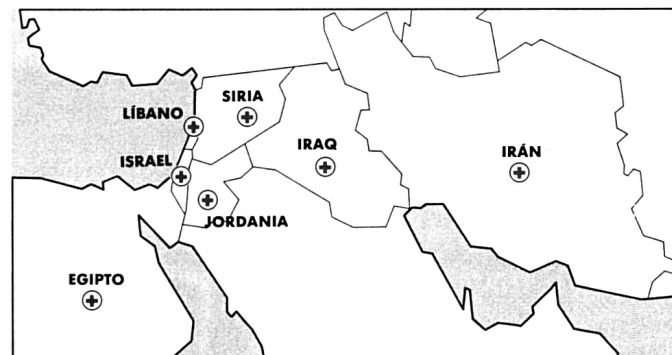 SIRIA
LÍBANO
IRAQ
IRÁN
ISRAEL
JORDANIA
EGIPTO